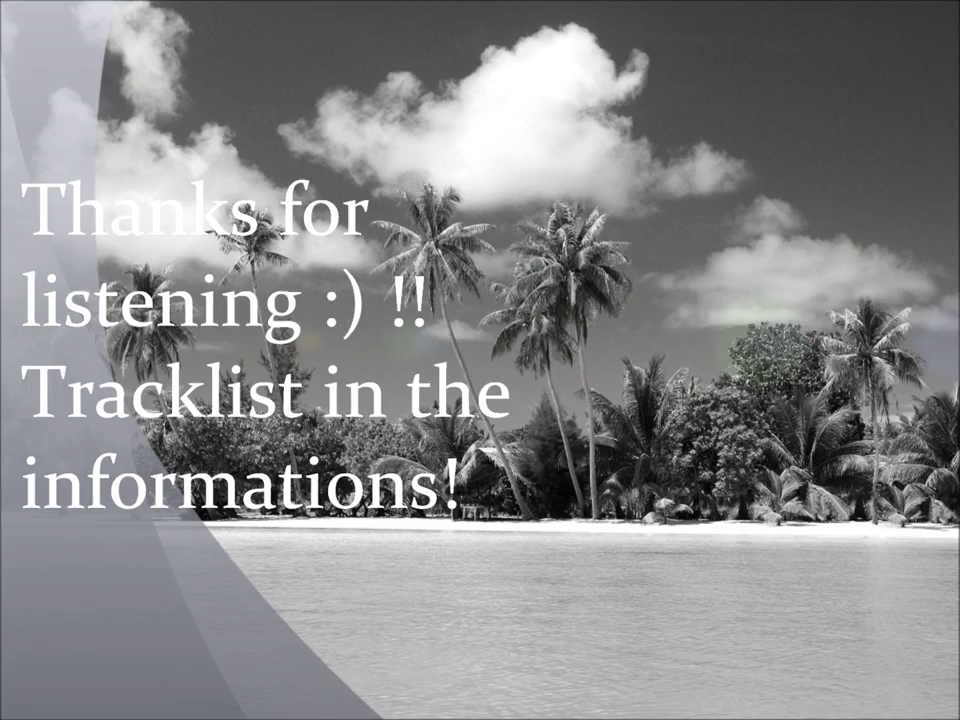 Thanks for
listening :) !!
Tracklist in the
informations!